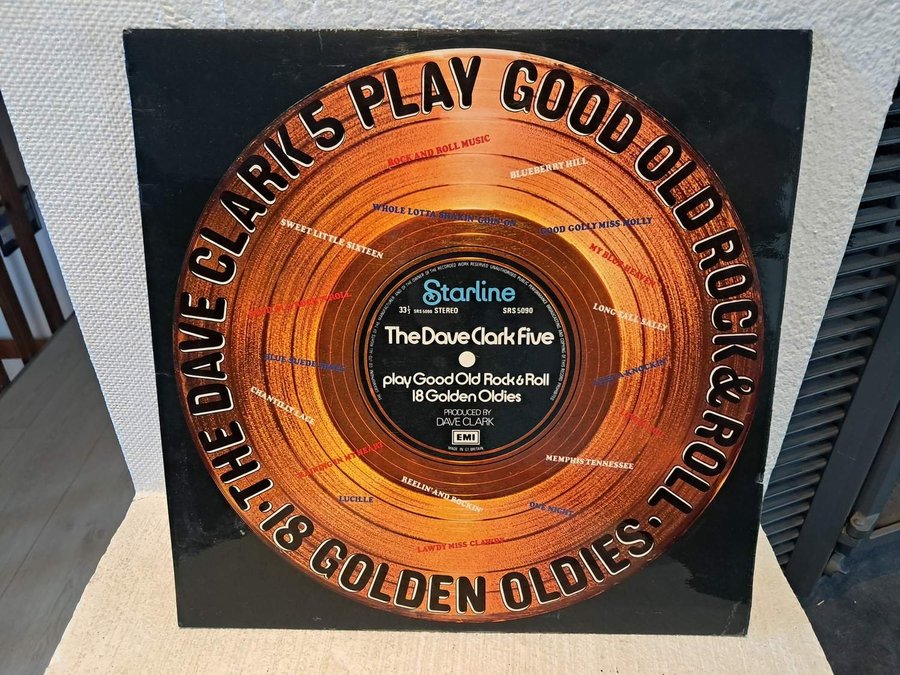 THE DAVE CLARK 5 PLAY GOOD OLD ROCK & ROLL · 18 GOLDEN OLDIES ·
ROCK AND ROLL MUSIC
BLUEBERRY HILL
WHOLE LOTTA SHAKIN' GOIN' ON
GOOD GOLLY MISS MOLLY
SWEET LITTLE SIXTEEN
MY BLUE HEAVEN
LONG TALL SALLY
BLUE SUEDE SHOES
CHANTILLY LACE
MEMPHIS TENNESSEE
REELIN' AND ROCKIN'
LUCILLE
ONE NIGHT
LAWDY MISS CLAWDY
Starline
33⅓ SRS 5090 STEREO SRS 5090
The Dave Clark Five
play Good Old Rock & Roll
18 Golden Oldies
PRODUCED BY
DAVE CLARK
EMI
MADE IN GT. BRITAIN